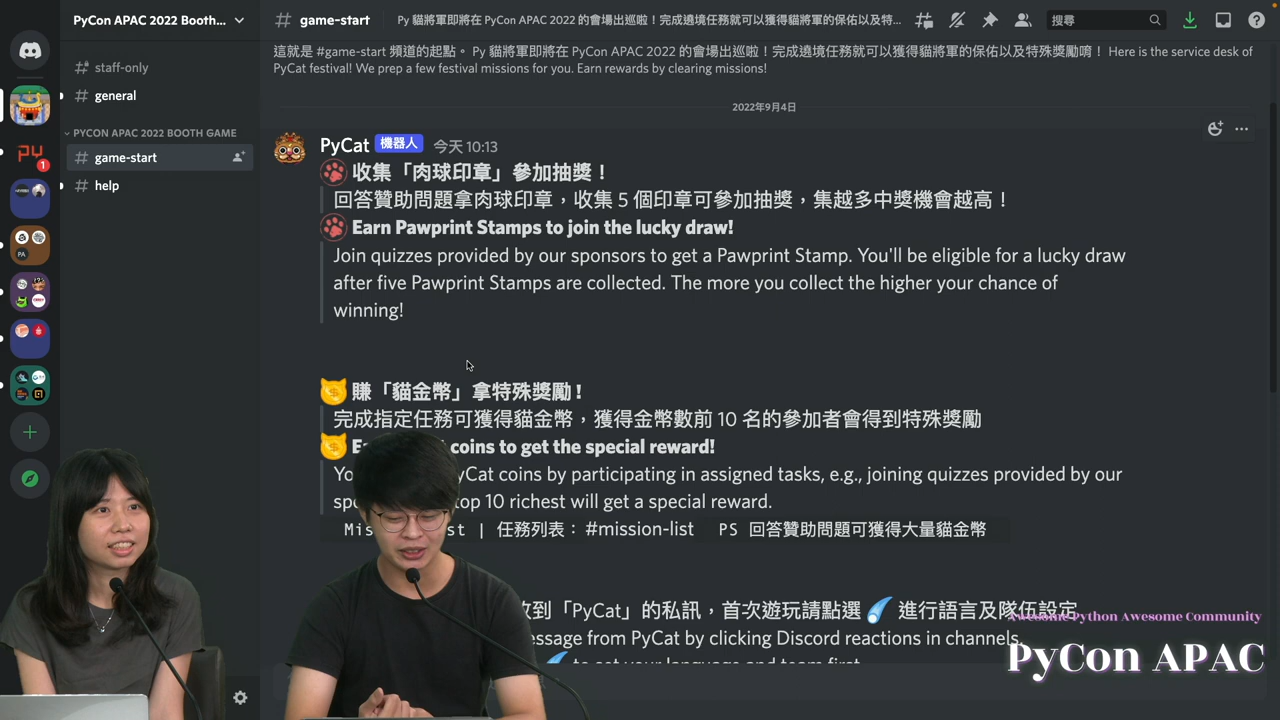 PyCon APAC 2022 Booth...
staff-only
general
PYCON APAC 2022 BOOTH GAME
game-start
help
1
PA
game-start
Py 貓將軍即將在 PyCon APAC 2022 的會場出巡啦！完成遶境任務就可以獲得貓將軍的保佑以及特...
搜尋
這就是 #game-start 頻道的起點。 Py 貓將軍即將在 PyCon APAC 2022 的會場出巡啦！完成遶境任務就可以獲得貓將軍的保佑以及特殊獎勵唷！ Here is the service desk of
PyCat festival! We prep a few festival missions for you. Earn rewards by clearing missions!
2022年9月4日
PyCat 機器人 今天 10:13
收集「肉球印章」參加抽獎！
回答贊助問題拿肉球印章，收集 5 個印章可參加抽獎，集越多中獎機會越高！
Earn Pawprint Stamps to join the lucky draw!
Join quizzes provided by our sponsors to get a Pawprint Stamp. You'll be eligible for a lucky draw
after five Pawprint Stamps are collected. The more you collect the higher your chance of
winning!
賺「貓金幣」拿特殊獎勵！
完成指定任務可獲得貓金幣，獲得金幣數前 10 名的參加者會得到特殊獎勵
coins to get the special reward!
coins by participating in assigned tasks, e.g., joining quizzes provided by our
top 10 richest will get a special reward.
| 任務列表： #mission-list PS 回答贊助問題可獲得大量貓金幣
到「PyCat」的私訊，首次遊玩請點選 進行語言及隊伍設定
message from PyCat by clicking Discord reactions in channels.
to set your language and team first
Awesome Python Awesome Community
PyCon APAC